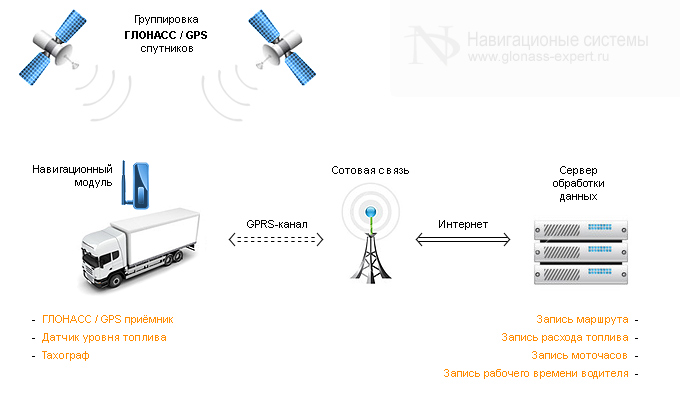 Группировка
ГЛОНАСС / GPS
спутников
Навигационые системы
www.glonass-expert.ru
Навигационный
модуль
Сотовая связь
Сервер
обработки
данных
GPRS-канал
Интернет
- ГЛОНАСС / GPS приёмник
- Датчик уровня топлива
- Тахограф
Запись маршрута -
Запись расхода топлива -
Запись моточасов -
Запись рабочего времени водителя -